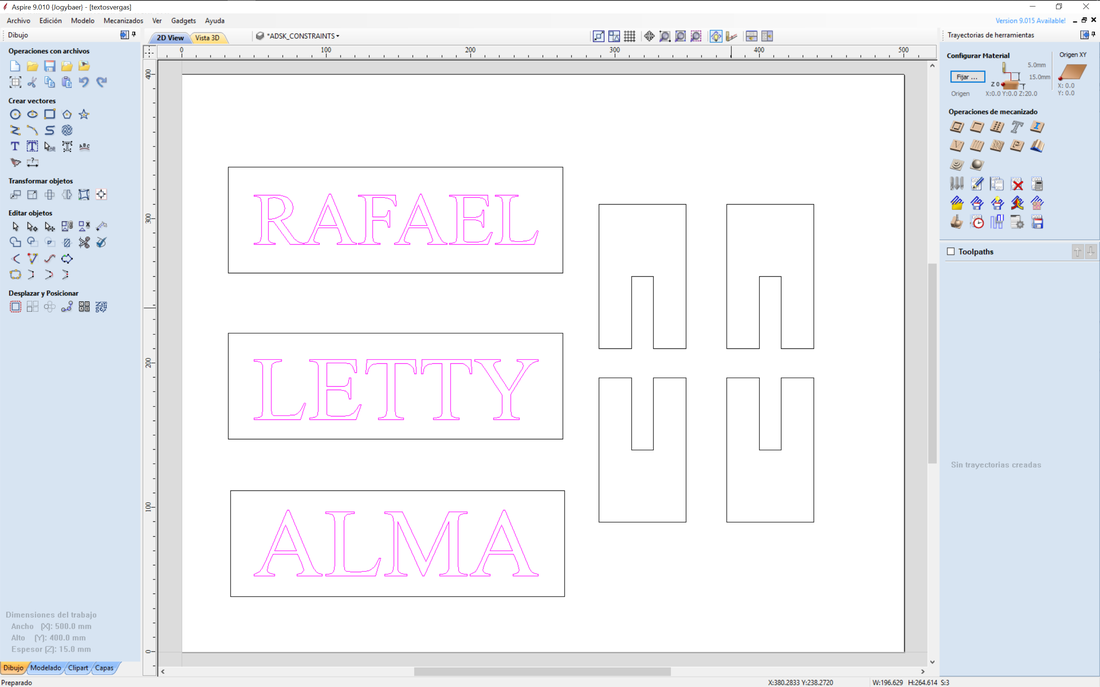 Aspire 9.010 (Jogybaer) - [textosvergas]
Archivo Edición Modelo Mecanizados Ver Gadgets Ayuda
Version 9.015 Available!
Dibujo
2D View Vista 3D
*ADSK_CONSTRAINTS
Trayectorias de herramientas
Operaciones con archivos
Crear vectores
Transformar objetos
Editar objetos
Desplazar y Posicionar
0 100 200 300 400 500
400
300
200
100
0
RAFAEL
LETTY
ALMA
Configurar Material
Origen XY
Fijar ...
5.0mm
15.0mm
Z 0
X: 0.0
Y: 0.0
Origen X:0.0 Y:0.0 Z:20.0
Operaciones de mecanizado
Toolpaths
Sin trayectorias creadas
Dimensiones del trabajo
Ancho [X]: 500.0 mm
Alto [Y]: 400.0 mm
Espesor [Z]: 15.0 mm
Dibujo Modelado Clipart Capas
Preparado
X:380.2833 Y:238.2720
W:196.629 H:264.614 S:3